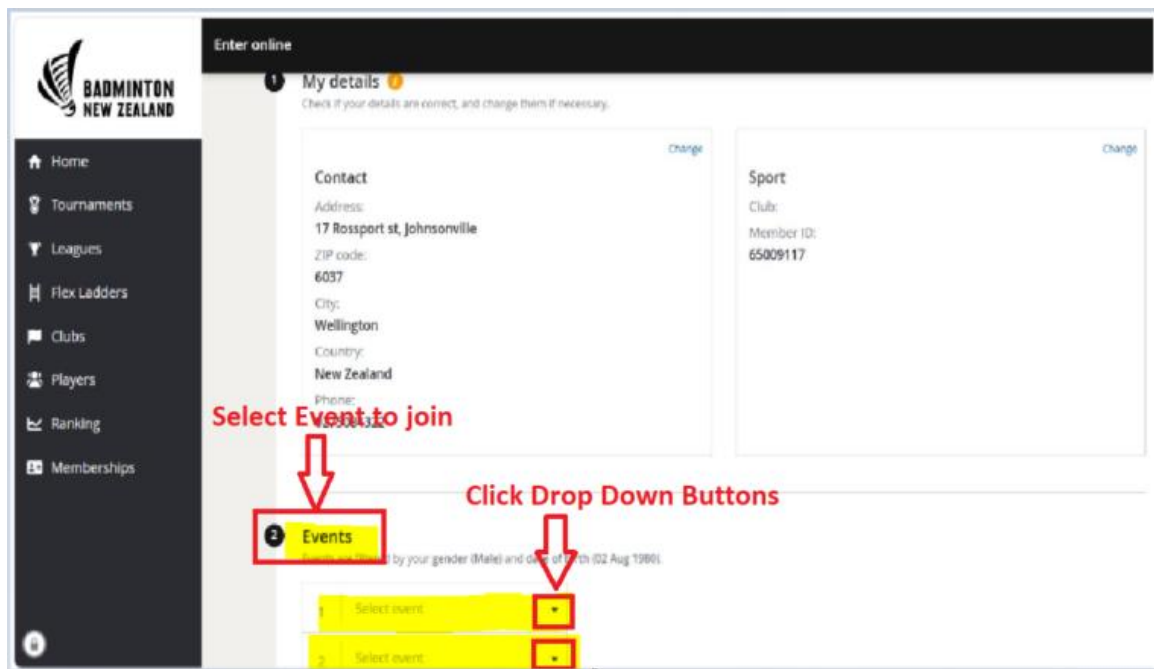 BADMINTON
NEW ZEALAND
Home
Tournaments
Leagues
Flex Ladders
Clubs
Players
Ranking
Memberships
Enter online
1 My details
Check if your details are correct, and change them if necessary.
Change
Contact
Address:
17 Rossport st, Johnsonville
ZIP code:
6037
City:
Wellington
Country:
New Zealand
Phone:
Change
Sport
Club:
Member ID:
65009117
Select Event to join
Click Drop Down Buttons
2 Events
by your gender (Male) and date of birth (02 Aug 1980).
1 Select event
2 Select event